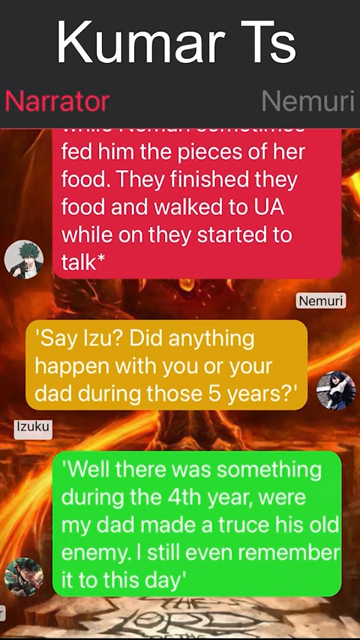 Kumar Ts
Narrator
Nemuri
fed him the pieces of her
food. They finished they
food and walked to UA
while on they started to
talk*
Nemuri
'Say Izu? Did anything
happen with you or your
dad during those 5 years?'
Izuku
'Well there was something
during the 4th year, were
my dad made a truce his old
enemy. I still even remember
it to this day'
THE
LORD